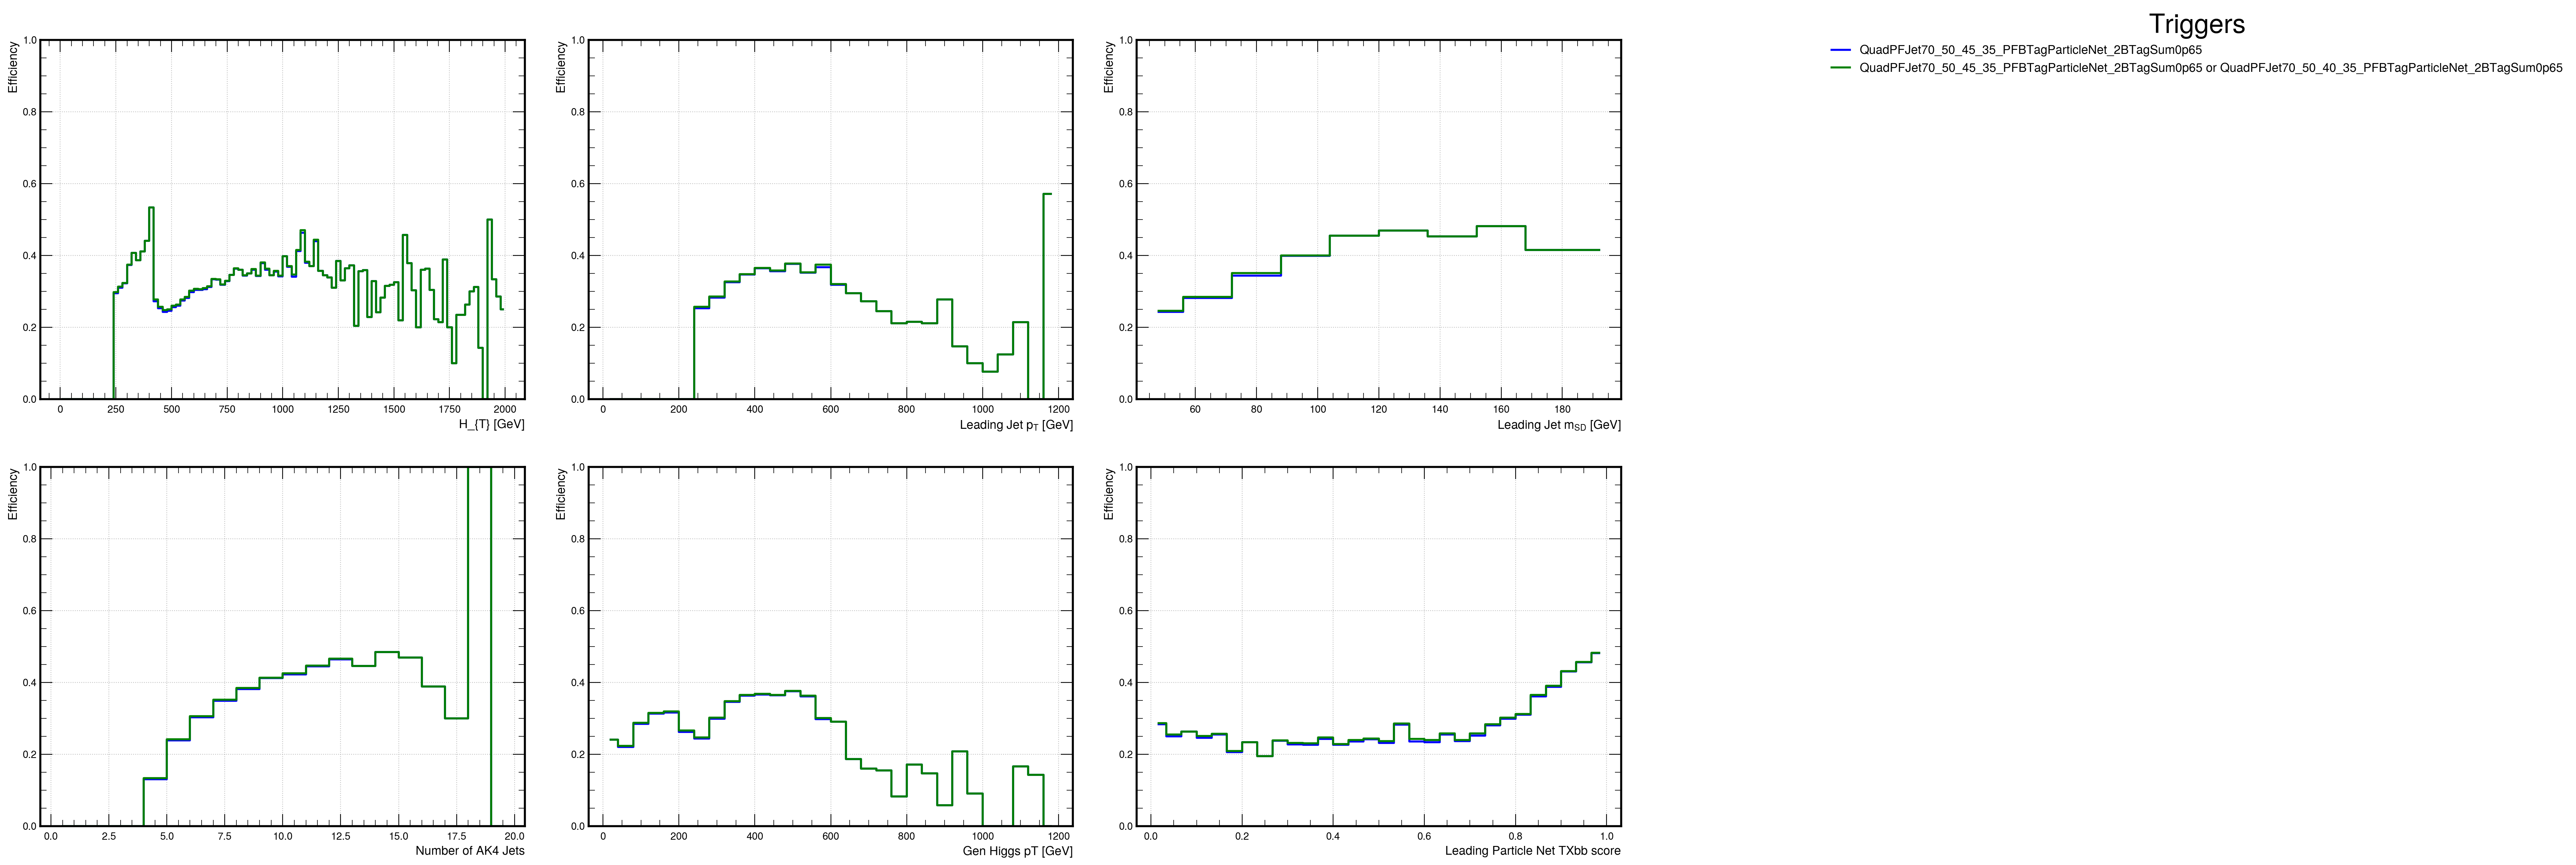 Triggers
QuadPFJet70_50_45_35_PFBTagParticleNet_2BTagSum0p65
QuadPFJet70_50_45_35_PFBTagParticleNet_2BTagSum0p65 or QuadPFJet70_50_40_35_PFBTagParticleNet_2BTagSum0p65
Efficiency
1.0
0.8
0.6
0.4
0.2
0.0
0 250 500 750 1000 1250 1500 1750 2000
H_{T} [GeV]
Efficiency
1.0
0.8
0.6
0.4
0.2
0.0
0 200 400 600 800 1000 1200
Leading Jet pT [GeV]
Efficiency
1.0
0.8
0.6
0.4
0.2
0.0
60 80 100 120 140 160 180
Leading Jet mSD [GeV]
Efficiency
1.0
0.8
0.6
0.4
0.2
0.0
0.0 2.5 5.0 7.5 10.0 12.5 15.0 17.5 20.0
Number of AK4 Jets
Efficiency
1.0
0.8
0.6
0.4
0.2
0.0
0 200 400 600 800 1000 1200
Gen Higgs pT [GeV]
Efficiency
1.0
0.8
0.6
0.4
0.2
0.0
0.0 0.2 0.4 0.6 0.8 1.0
Leading Particle Net TXbb score